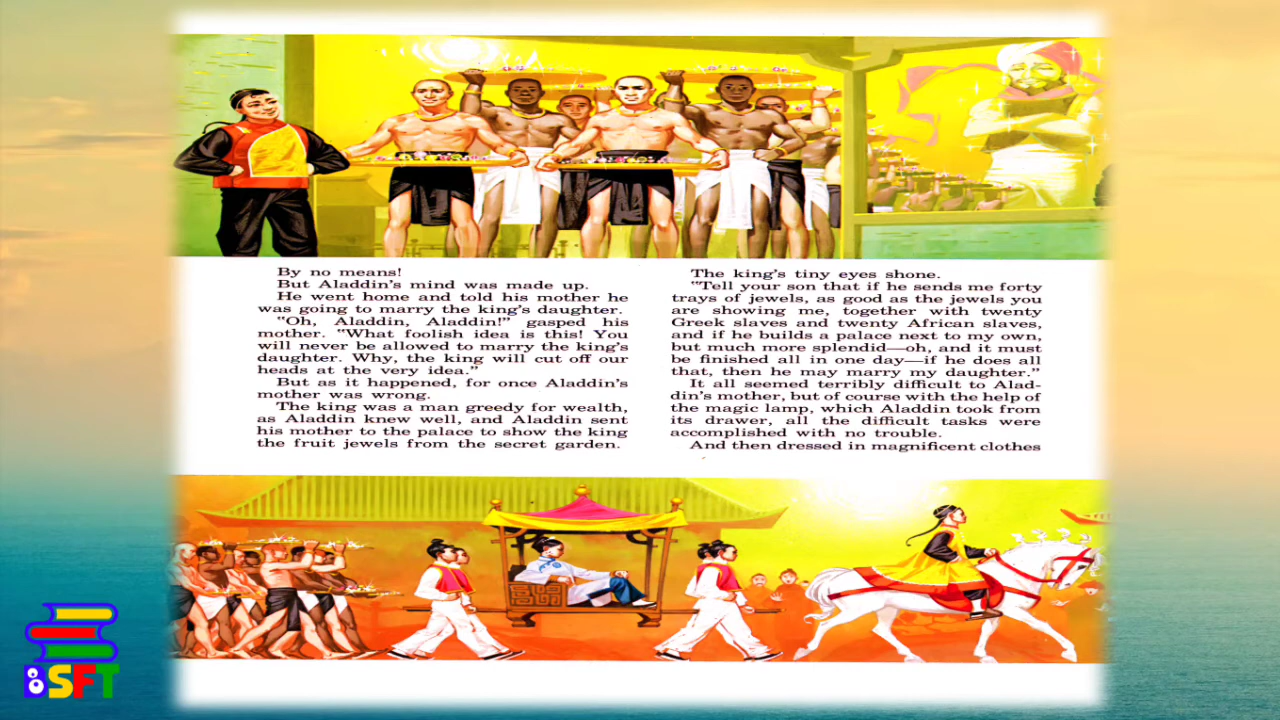 By no means!
But Aladdin's mind was made up.
He went home and told his mother he
was going to marry the king's daughter.
"Oh, Aladdin, Aladdin!" gasped his
mother. "What foolish idea is this! You
will never be allowed to marry the king's
daughter. Why, the king will cut off our
heads at the very idea."
But as it happened, for once Aladdin's
mother was wrong.
The king was a man greedy for wealth,
as Aladdin knew well, and Aladdin sent
his mother to the palace to show the king
the fruit jewels from the secret garden.
The king's tiny eyes shone.
"Tell your son that if he sends me forty
trays of jewels, as good as the jewels you
are showing me, together with twenty
Greek slaves and twenty African slaves,
and if he builds a palace next to my own,
but much more splendid—oh, and it must
be finished all in one day—if he does all
that, then he may marry my daughter."
It all seemed terribly difficult to Alad-
din's mother, but of course with the help of
the magic lamp, which Aladdin took from
its drawer, all the difficult tasks were
accomplished with no trouble.
And then dressed in magnificent clothes
BSFT